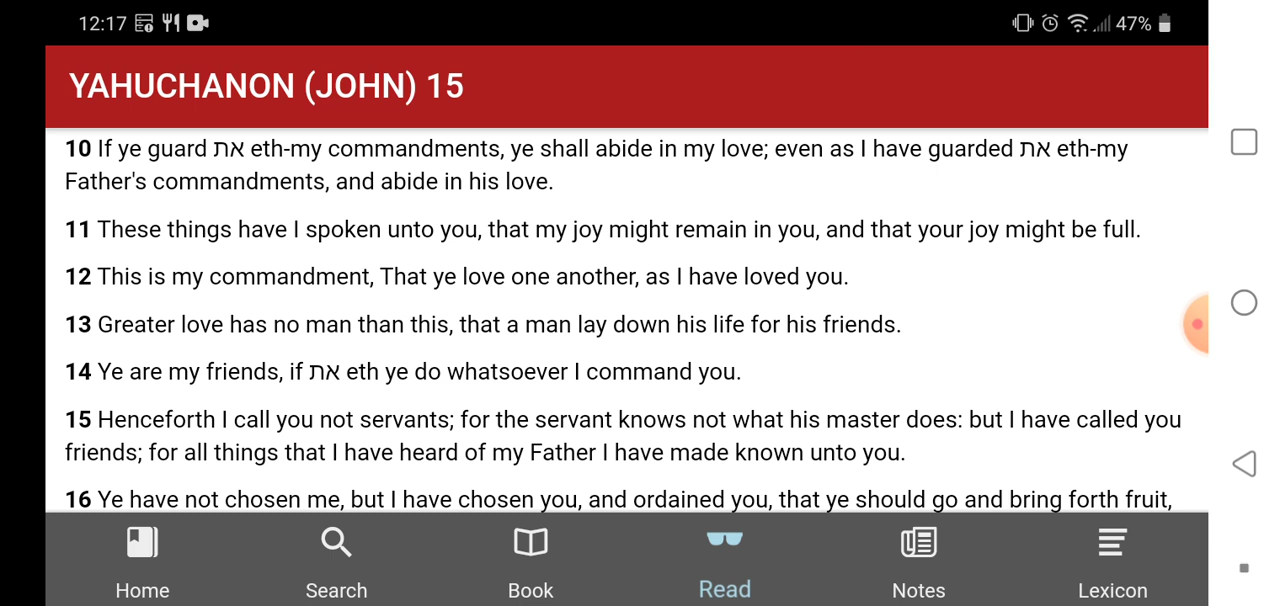 12:17 47%
YAHUCHANON (JOHN) 15
10 If ye guard את eth-my commandments, ye shall abide in my love; even as I have guarded את eth-my
Father's commandments, and abide in his love.
11 These things have I spoken unto you, that my joy might remain in you, and that your joy might be full.
12 This is my commandment, That ye love one another, as I have loved you.
13 Greater love has no man than this, that a man lay down his life for his friends.
14 Ye are my friends, if את eth ye do whatsoever I command you.
15 Henceforth I call you not servants; for the servant knows not what his master does: but I have called you
friends; for all things that I have heard of my Father I have made known unto you.
16 Ye have not chosen me, but I have chosen you, and ordained you, that ye should go and bring forth fruit,
Home Search Book Read Notes Lexicon